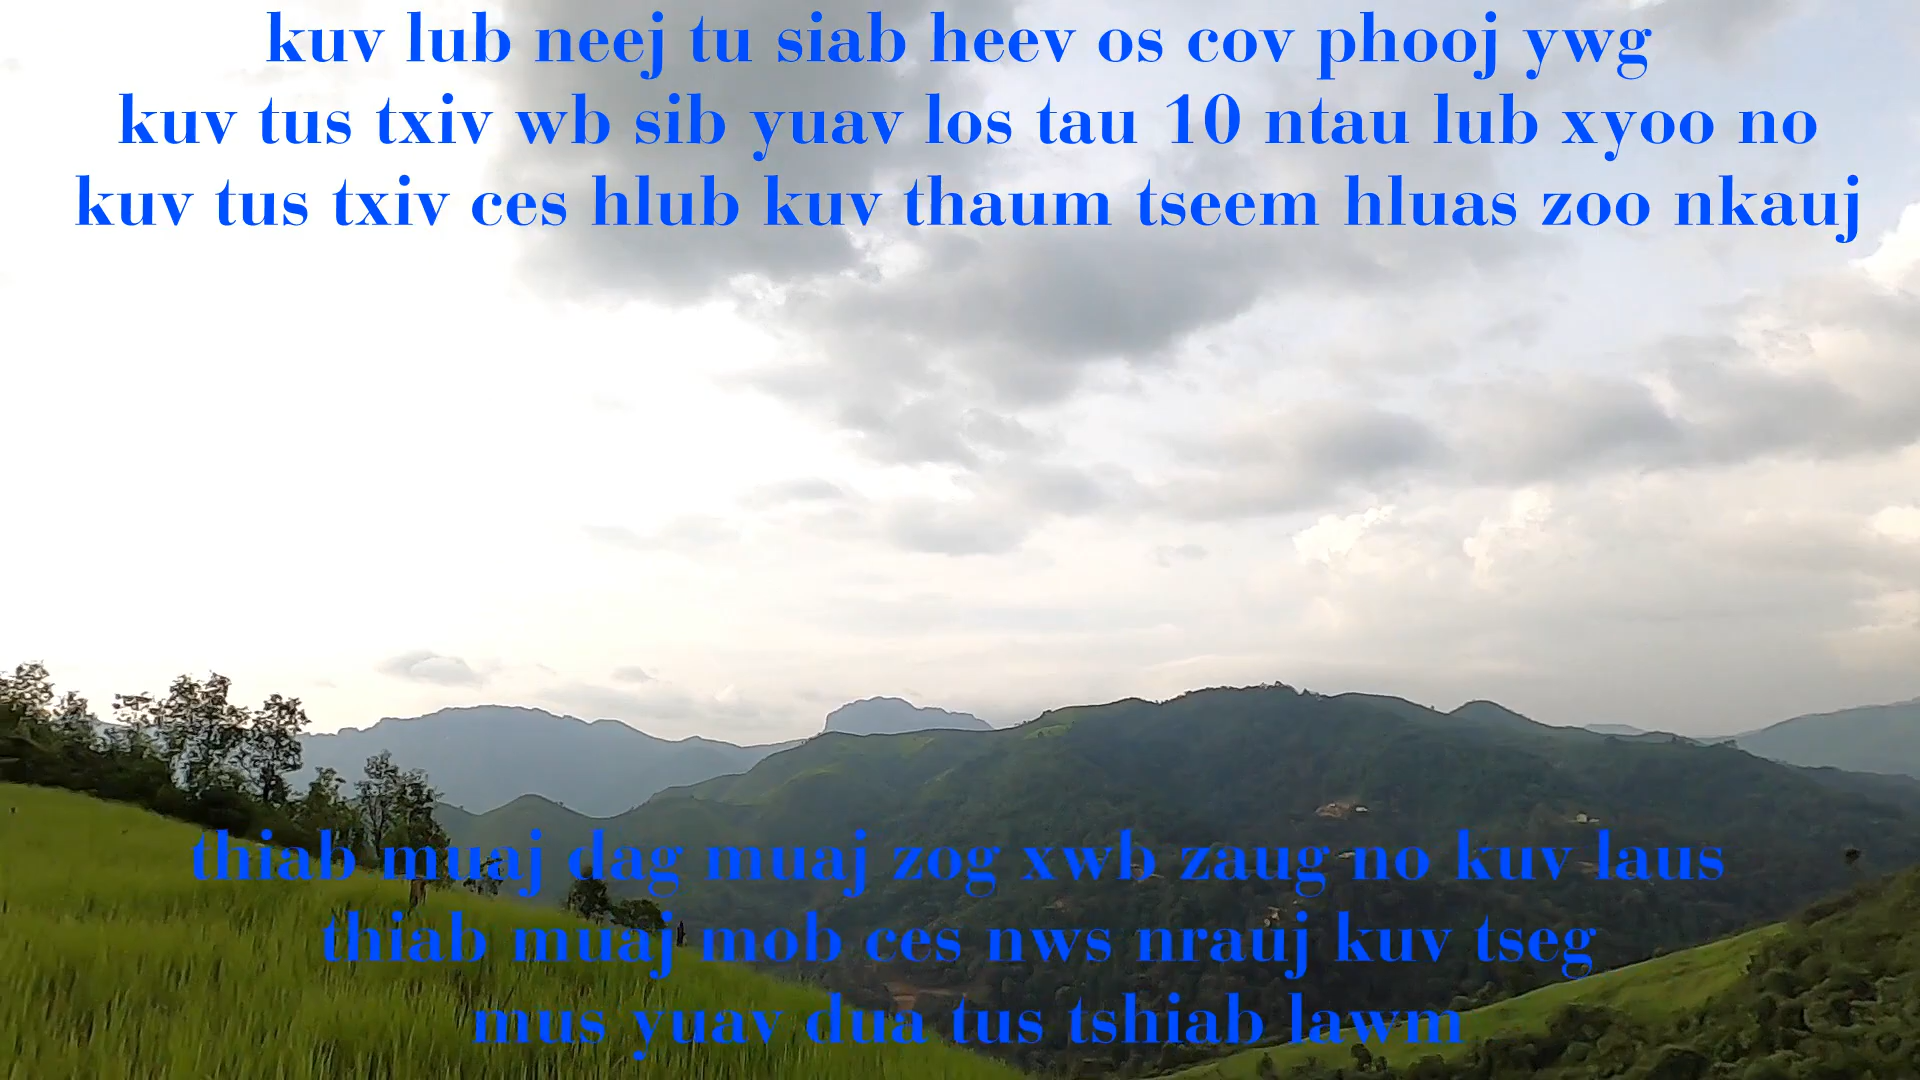 kuv lub neej tu siab heev os cov phooj ywg
kuv tus txiv wb sib yuav los tau 10 ntau lub xyoo no
kuv tus txiv ces hlub kuv thaum tseem hluas zoo nkauj
thiab muaj dag muaj zog xwb zaug no kuv laus
thiab muaj mob ces nws nrauj kuv tseg
mus yuav dua tus tshiab lawm